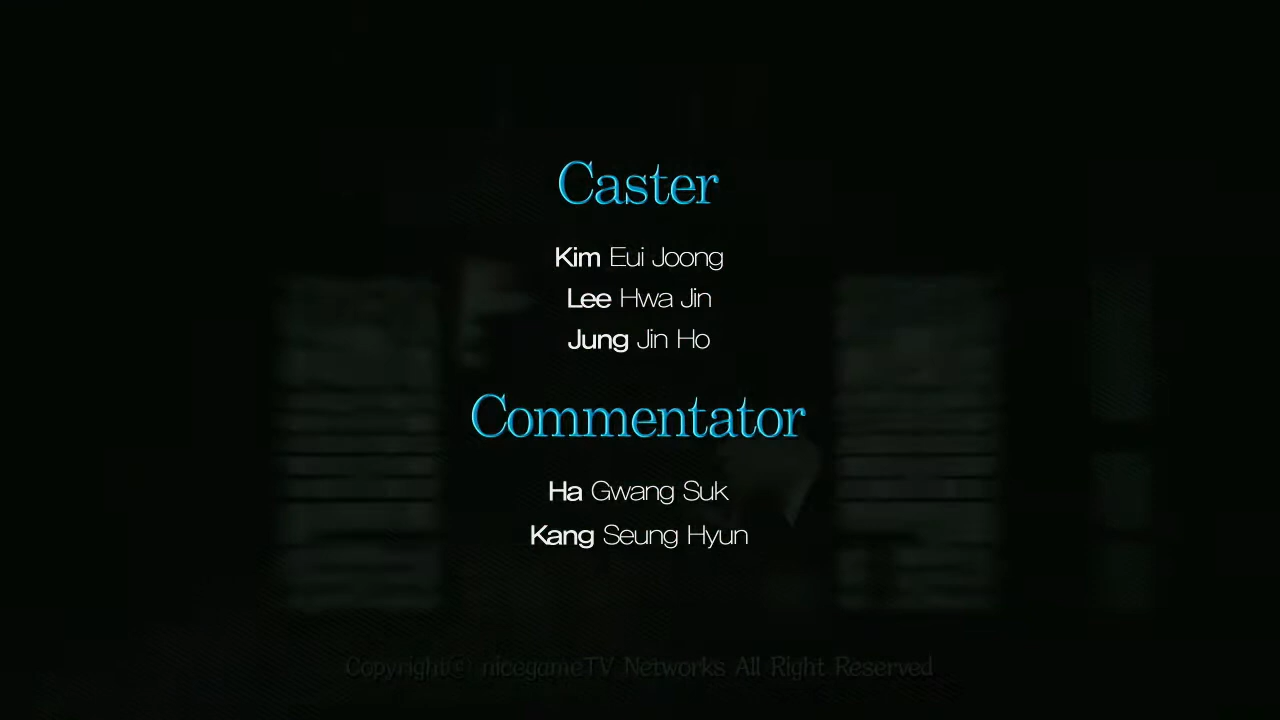 Caster
Kim Eui Joong
Lee Hwa Jin
Jung Jin Ho
Commentator
Ha Gwang Suk
Kang Seung Hyun
Copyright© nicegameTV Networks All Right Reserved